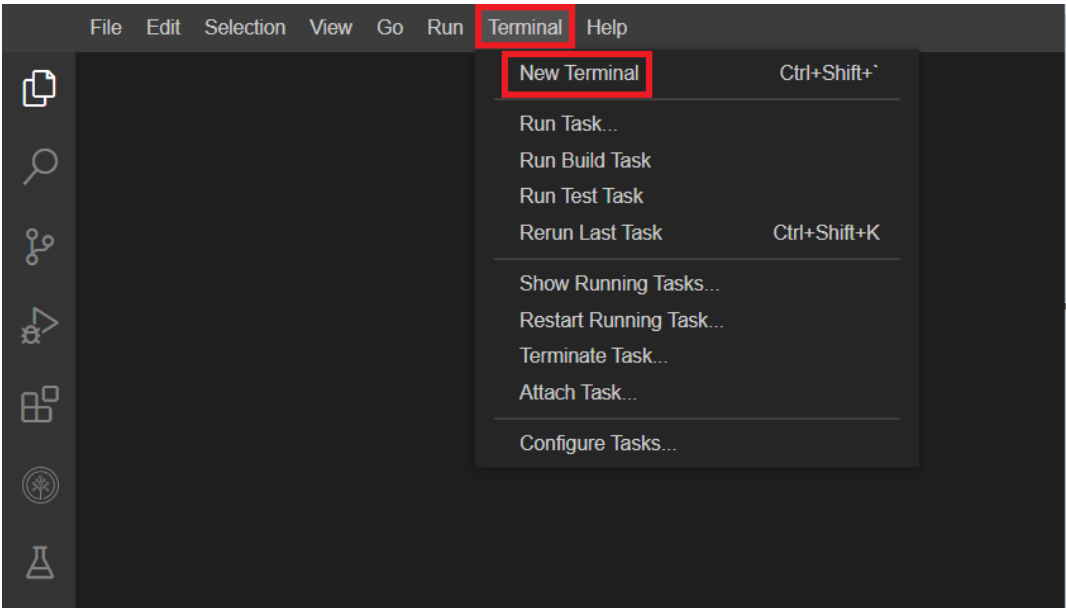 File Edit Selection View Go Run Terminal Help
New Terminal Ctrl+Shift+`
Run Task...
Run Build Task
Run Test Task
Rerun Last Task Ctrl+Shift+K
Show Running Tasks...
Restart Running Task...
Terminate Task...
Attach Task...
Configure Tasks...